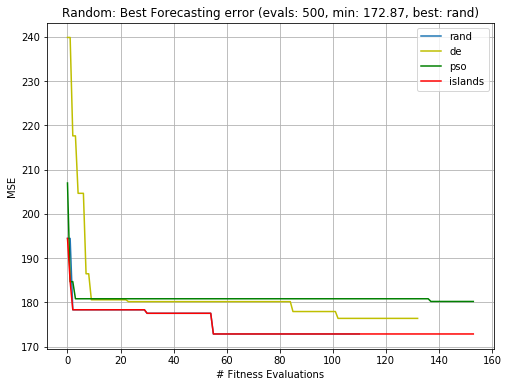 Random: Best Forecasting error (evals: 500, min: 172.87, best: rand)
rand
de
pso
islands
MSE
240
230
220
210
200
190
180
170
0 20 40 60 80 100 120 140 160
# Fitness Evaluations